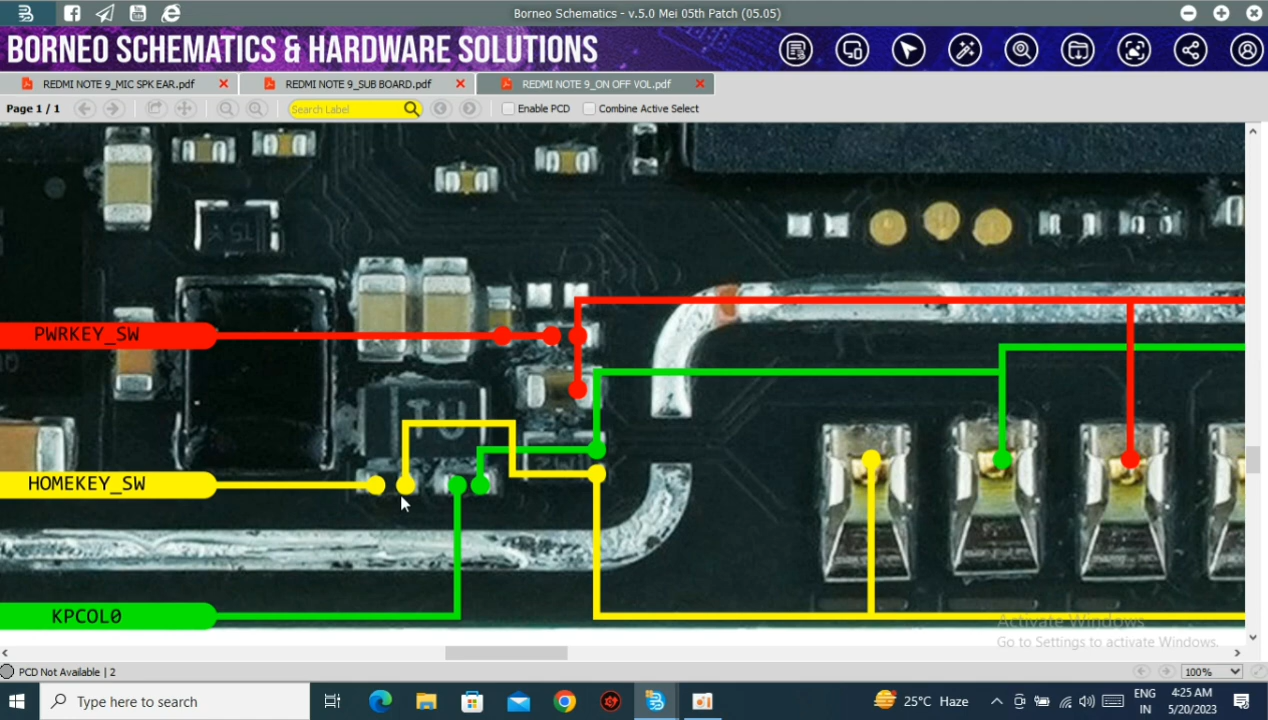 Borneo Schematics - v.5.0 Mei 05th Patch (05.05)
BORNEO SCHEMATICS & HARDWARE SOLUTIONS
REDMI NOTE 9_MIC SPK EAR.pdf
REDMI NOTE 9_SUB BOARD.pdf
REDMI NOTE 9_ON OFF VOL.pdf
Page 1 / 1
Search Label
Enable PCD
Combine Active Select
PWRKEY_SW
HOMEKEY_SW
KPCOL0
Activate Windows
Go to Settings to activate Windows.
PCD Not Available | 2
100%
Type here to search
25°C Haze
ENG
IN
4:25 AM
5/20/2023